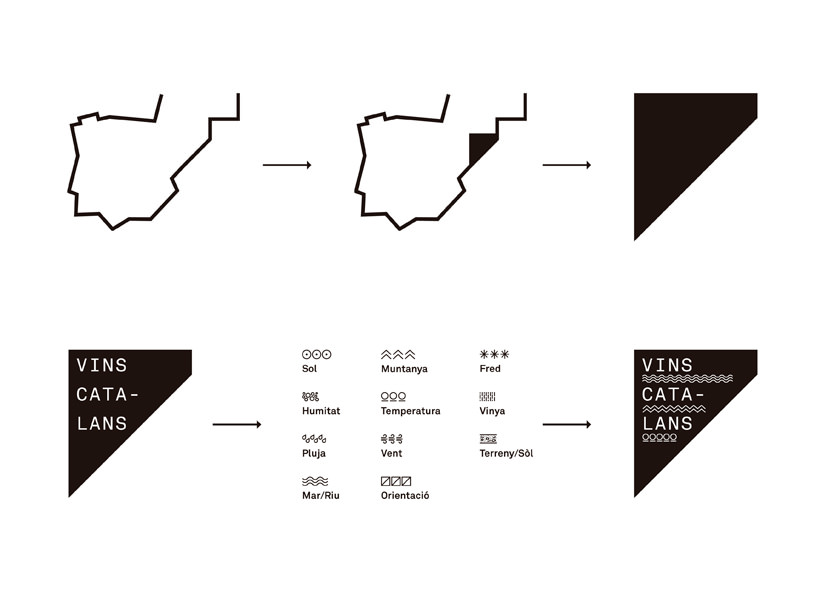 VINS
CATA-
LANS
Sol
Muntanya
Fred
Humitat
Temperatura
Vinya
Pluja
Vent
Terreny/Sòl
Mar/Riu
Orientació
VINS
CATA-
LANS